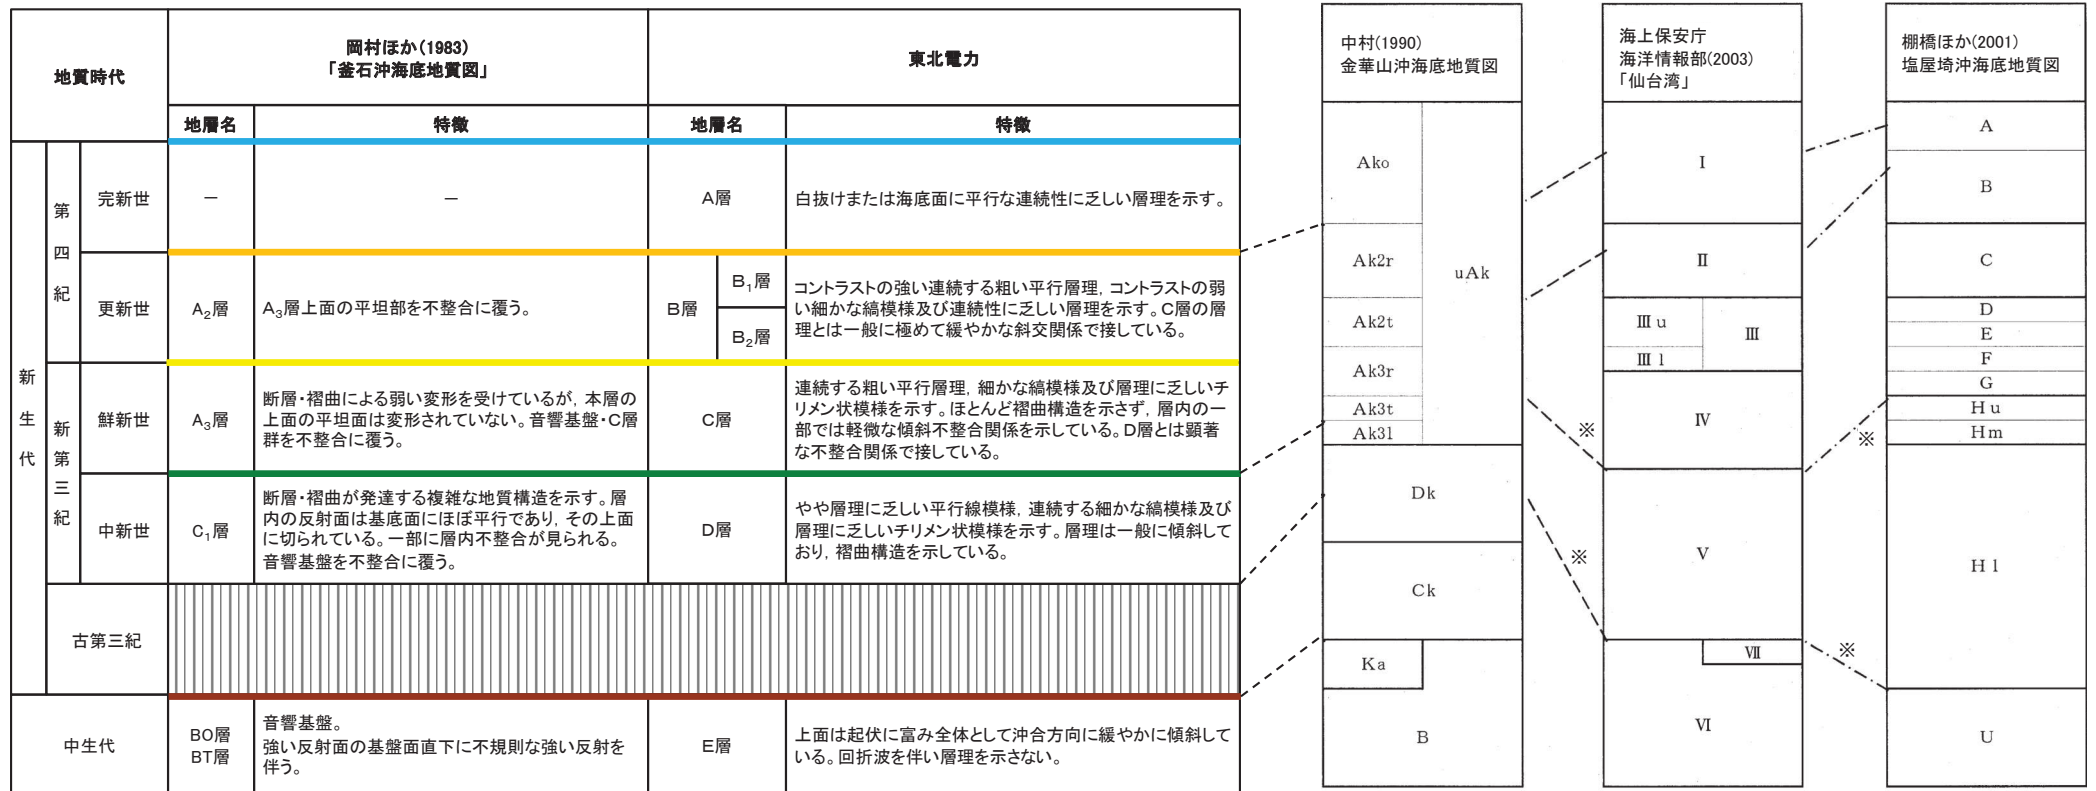 地質時代
岡村ほか(1983)
「釜石沖海底地質図」
東北電力
地層名
特徴
地層名
特徴
新生代
第四紀
完新世
－
－
A層
白抜けまたは海底面に平行な連続性に乏しい層理を示す。
更新世
A2層
A3層上面の平坦部を不整合に覆う。
B層
B1層
B2層
コントラストの強い連続する粗い平行層理，コントラストの弱
い細かな縞模様及び連続性に乏しい層理を示す。C層の層
理とは一般に極めて緩やかな斜交関係で接している。
新第三紀
鮮新世
A3層
断層・褶曲による弱い変形を受けているが，本層の
上面の平坦面は変形されていない。音響基盤・C層
群を不整合に覆う。
C層
連続する粗い平行層理，細かな縞模様及び層理に乏しいチ
リメン状模様を示す。ほとんど褶曲構造を示さず，層内の一
部では軽微な傾斜不整合関係を示している。D層とは顕著
な不整合関係で接している。
中新世
C1層
断層・褶曲が発達する複雑な地質構造を示す。層
内の反射面は基底面にほぼ平行であり，その上面
に切られている。一部に層内不整合が見られる。
音響基盤を不整合に覆う。
D層
やや層理に乏しい平行線模様，連続する細かな縞模様及び
層理に乏しいチリメン状模様を示す。層理は一般に傾斜して
おり，褶曲構造を示している。
古第三紀
中生代
BO層
BT層
音響基盤。
強い反射面の基盤面直下に不規則な強い反射を
伴う。
E層
上面は起伏に富み全体として沖合方向に緩やかに傾斜して
いる。回折波を伴い層理を示さない。
中村(1990)
金華山沖海底地質図
Ako
Ak2r
Ak2t
Ak3r
Ak3t
Ak3l
uAk
Dk
Ck
Ka
B
※
※
海上保安庁
海洋情報部(2003)
「仙台湾」
Ⅰ
Ⅱ
Ⅲ u
Ⅲ l
Ⅲ
Ⅳ
Ⅴ
Ⅶ
Ⅵ
※
※
棚橋ほか(2001)
塩屋埼沖海底地質図
A
B
C
D
E
F
G
H u
H m
H l
U